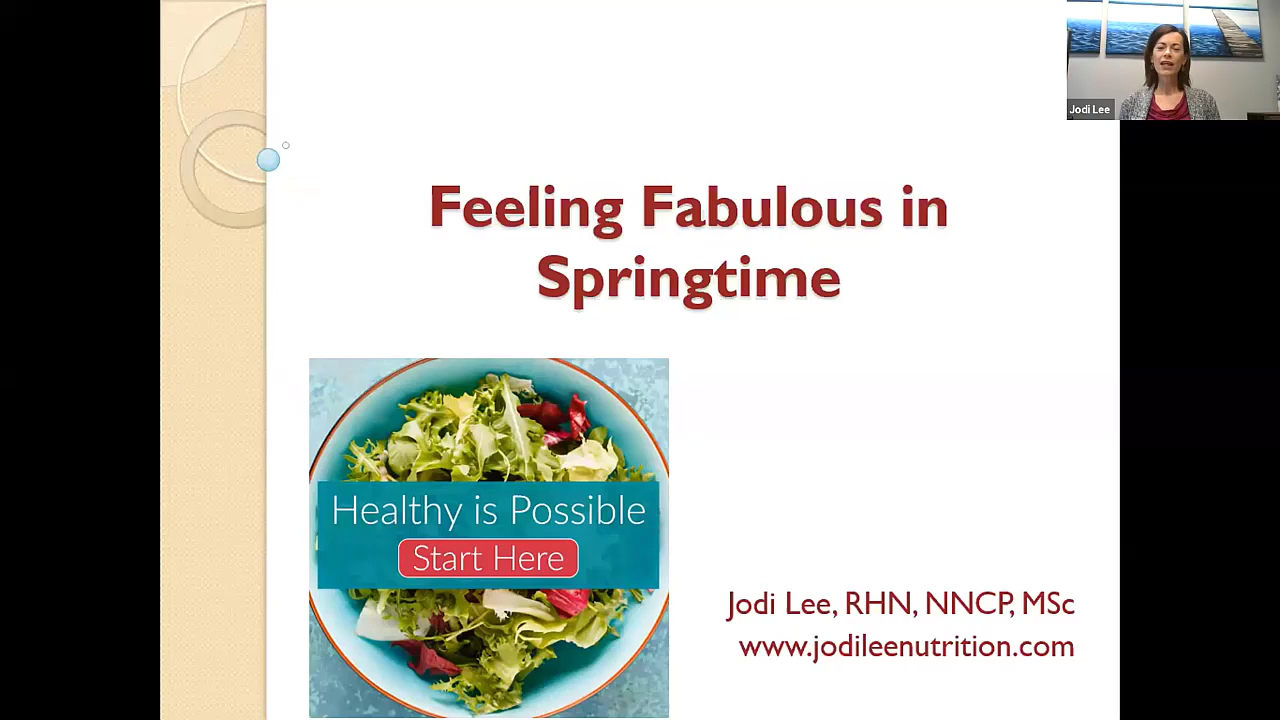 Jodi Lee
Feeling Fabulous in
Springtime
Healthy is Possible
Start Here
Jodi Lee, RHN, NNCP, MSc
www.jodileenutrition.com